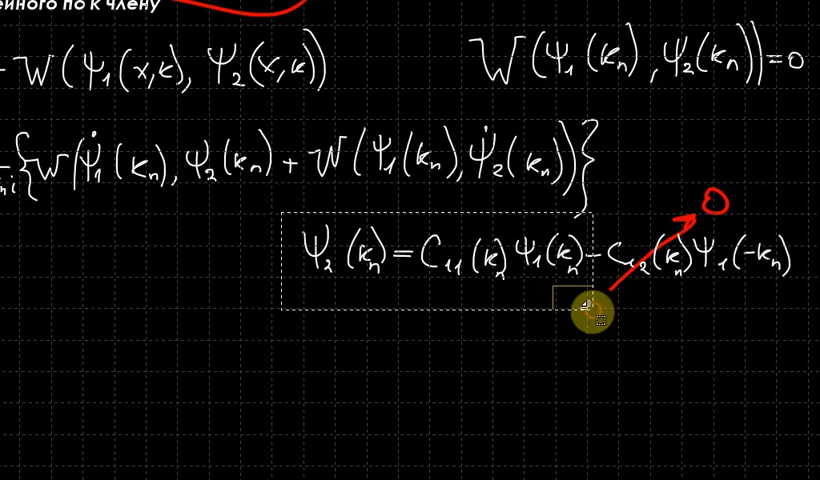 ейного по к члену
- W(Ψ₁(x,k), Ψ₂(x,k)) W(Ψ₁(kₙ), Ψ₂(kₙ))=0
{W(Ψ̇₁(kₙ), Ψ₂(kₙ) + W(Ψ₁(kₙ), Ψ̇₂(kₙ))}
0
Ψ₂(kₙ) = C₁₁(kₙ)Ψ₁(kₙ) - C₁₂(kₙ)Ψ₁(-kₙ)